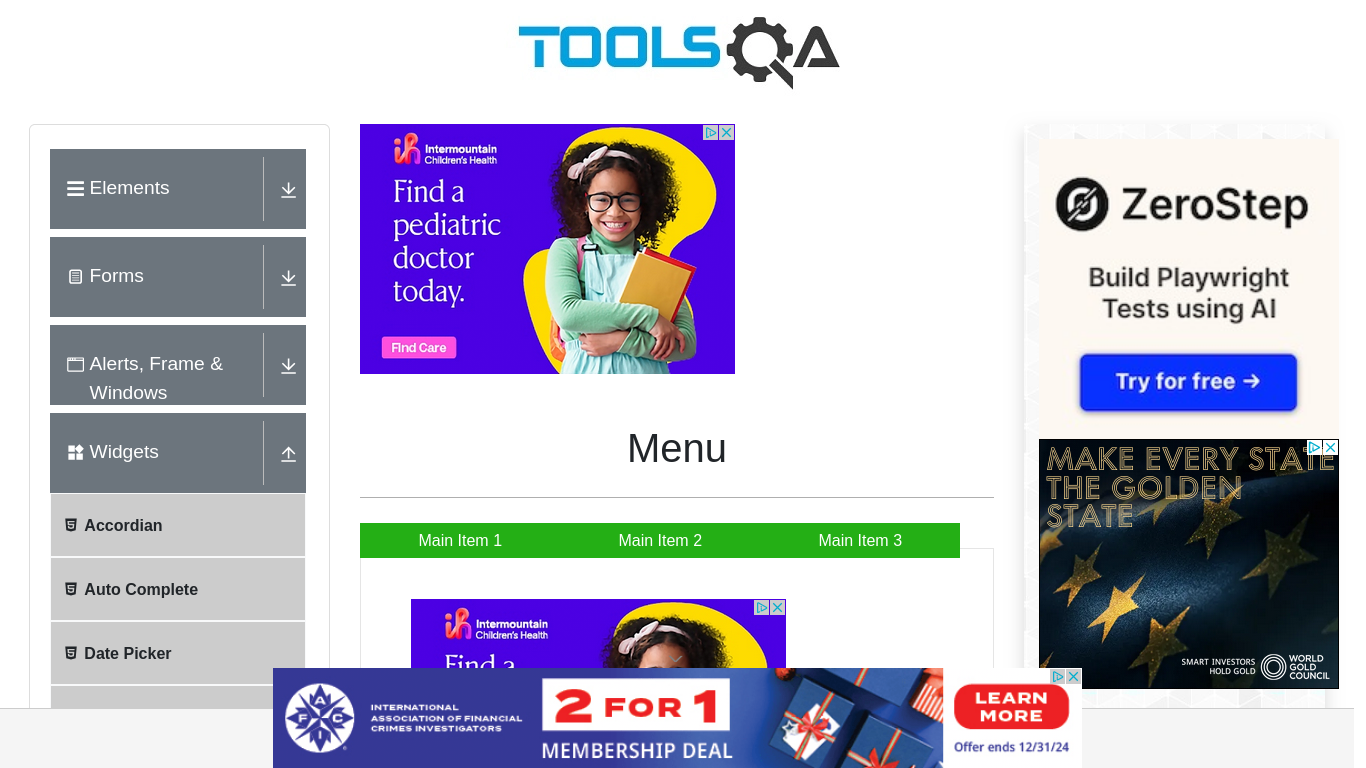 TOOLSQA
Elements
Forms
Alerts, Frame &
Windows
Widgets
Accordian
Auto Complete
Date Picker
Intermountain
Children's Health
Find a
pediatric
doctor
today.
Find Care
Menu
Main Item 1
Main Item 2
Main Item 3
Intermountain
Children's Health
Find a
ZeroStep
Build Playwright
Tests using AI
Try for free →
MAKE EVERY STATE
THE GOLDEN
STATE
SMART INVESTORS
HOLD GOLD
WORLD
GOLD
COUNCIL
FACCI
INTERNATIONAL
ASSOCIATION OF FINANCIAL
CRIMES INVESTIGATORS
2 FOR 1
MEMBERSHIP DEAL
LEARN
MORE
Offer ends 12/31/24